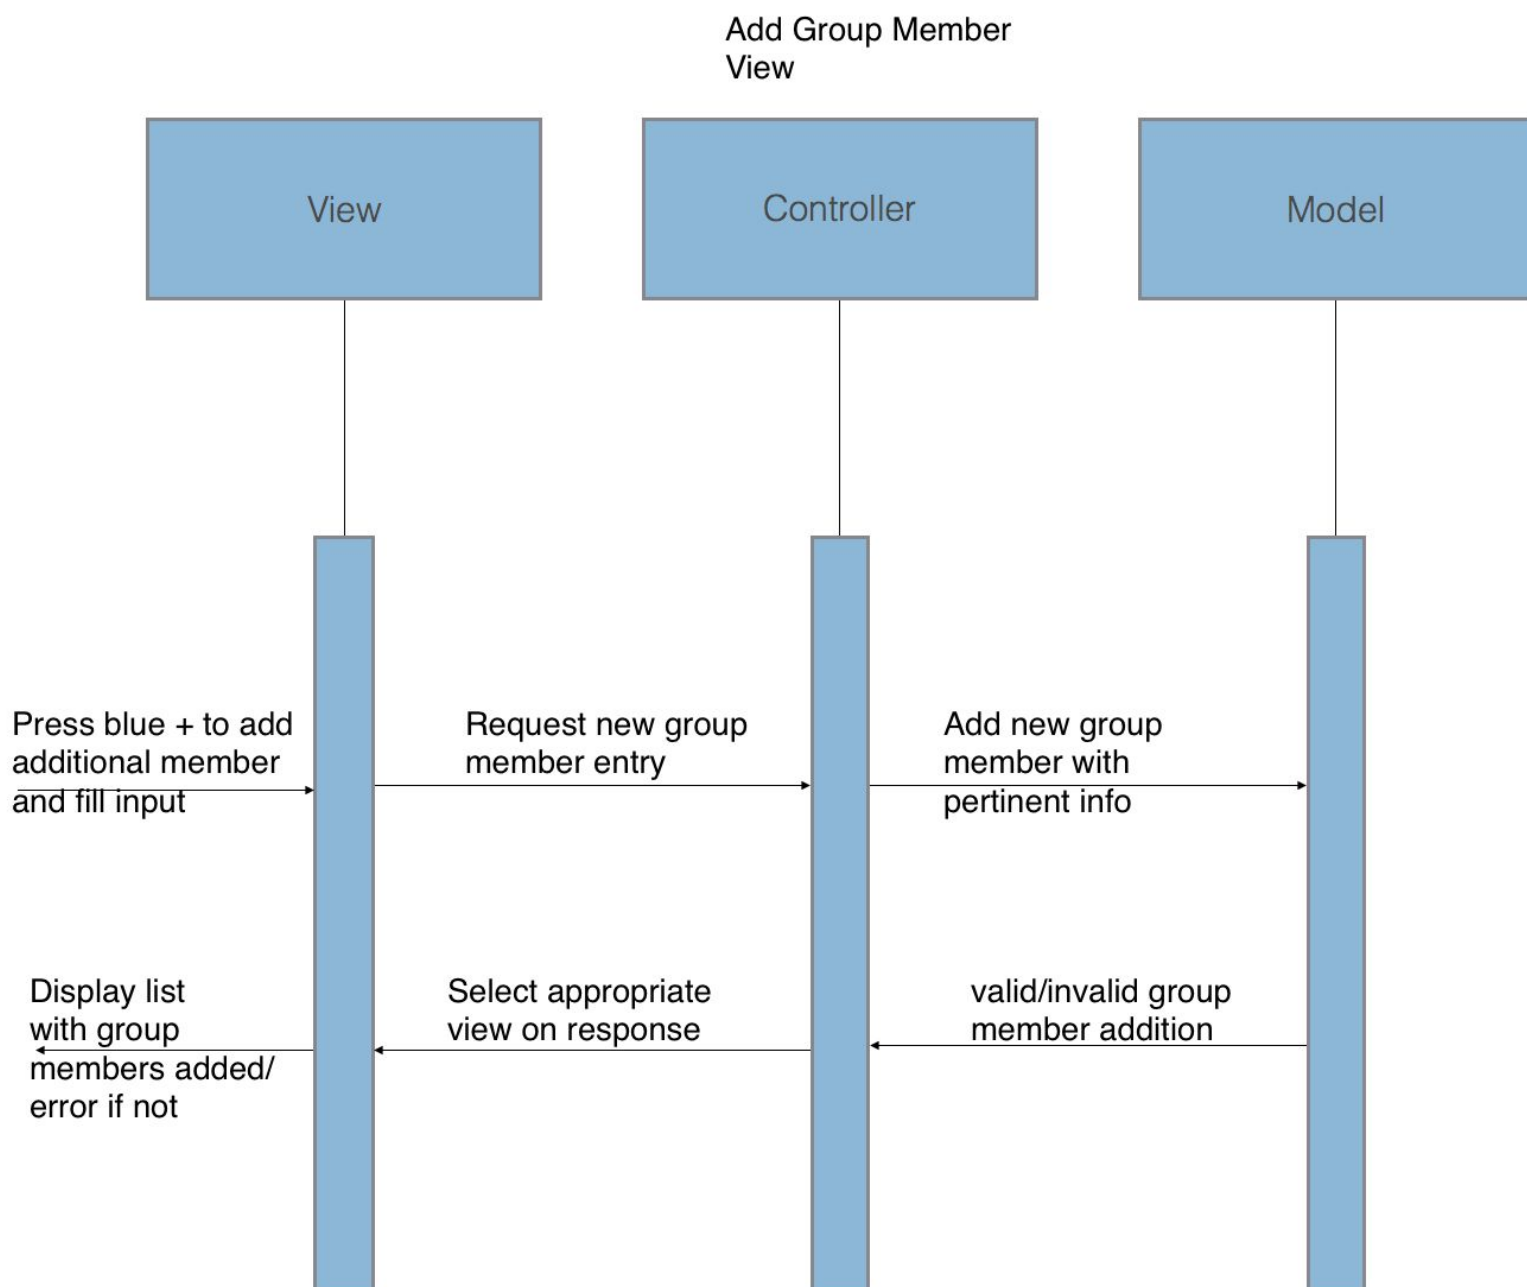 Add Group Member
View
View
Controller
Model
Press blue + to add
additional member
and fill input
Request new group
member entry
Add new group
member with
pertinent info
Display list
with group
members added/
error if not
Select appropriate
view on response
valid/invalid group
member addition